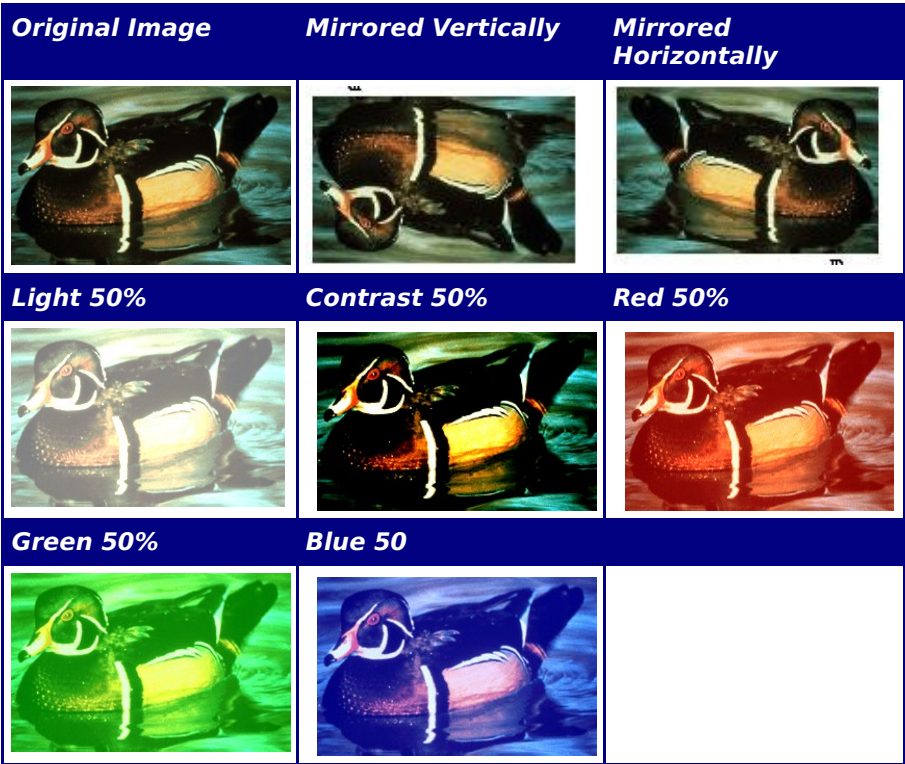 Original Image
Mirrored Vertically
Mirrored
Horizontally
Light 50%
Contrast 50%
Red 50%
Green 50%
Blue 50